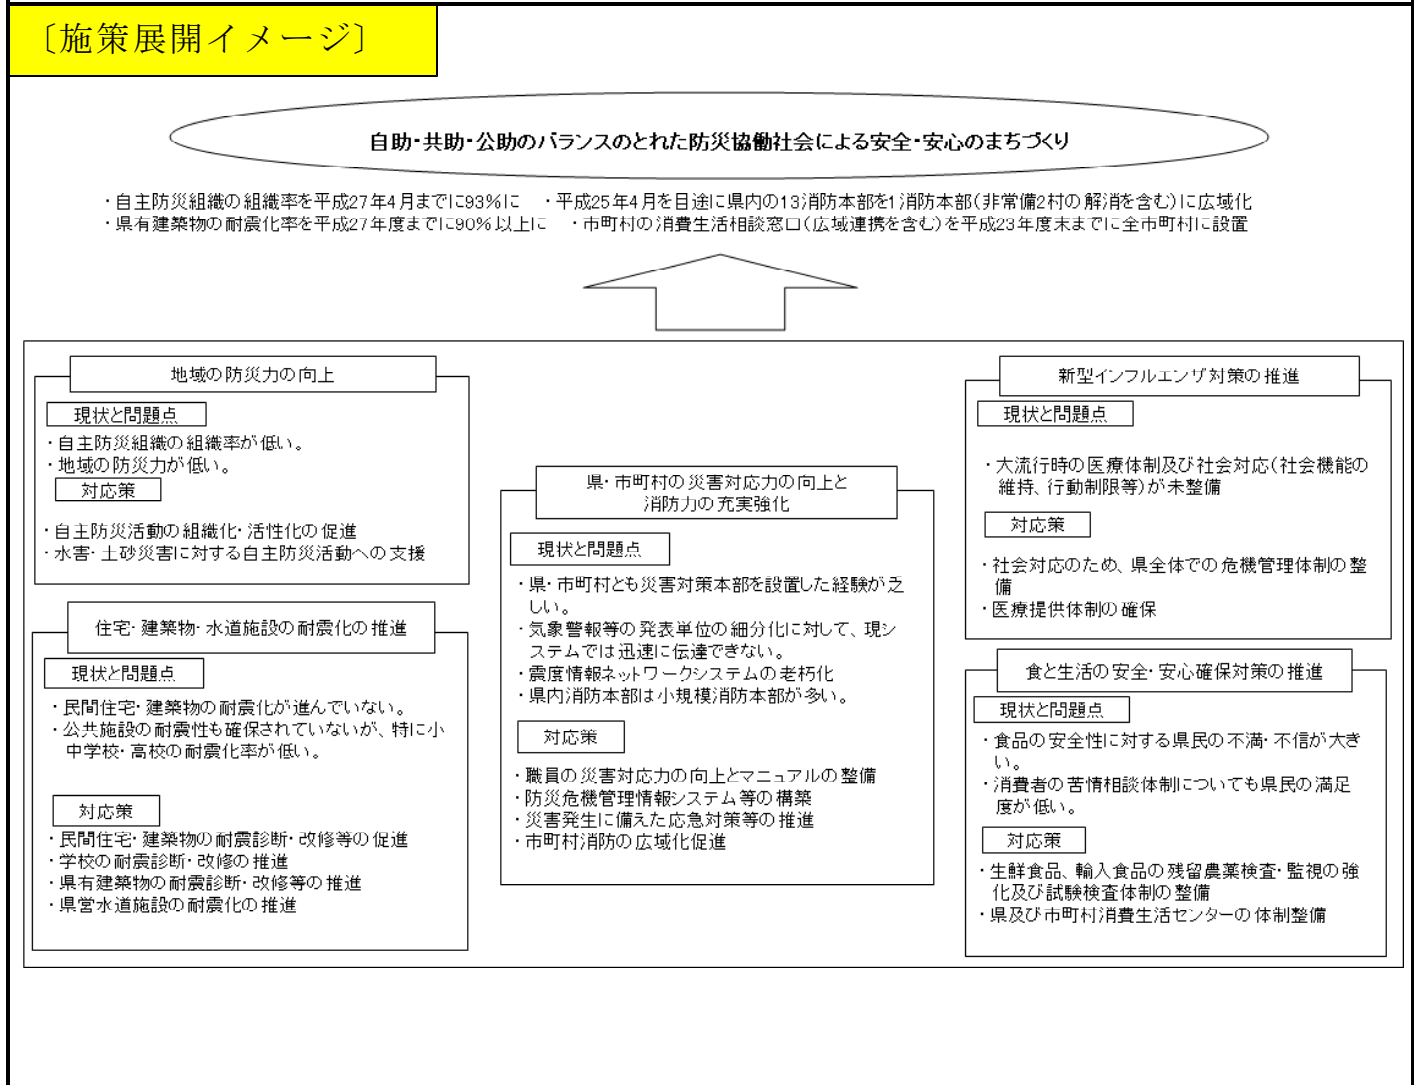 〔施策展開イメージ〕
自助・共助・公助のバランスのとれた防災協働社会による安全・安心のまちづくり
・自主防災組織の組織率を平成27年4月までに93％に　・平成25年4月を目途に県内の13消防本部を1消防本部（非常備2村の解消を含む）に広域化
・県有建築物の耐震化率を平成27年度までに90％以上に　・市町村の消費生活相談窓口（広域連携を含む）を平成23年度末までに全市町村に設置
地域の防災力の向上
現状と問題点
・自主防災組織の組織率が低い。
・地域の防災力が低い。
対応策
・自主防災活動の組織化・活性化の促進
・水害・土砂災害に対する自主防災活動への支援
住宅・建築物・水道施設の耐震化の推進
現状と問題点
・民間住宅・建築物の耐震化が進んでいない。
・公共施設の耐震性も確保されていないが、特に小
中学校・高校の耐震化率が低い。
対応策
・民間住宅・建築物の耐震診断・改修等の促進
・学校の耐震診断・改修の推進
・県有建築物の耐震診断・改修等の推進
・県営水道施設の耐震化の推進
県・市町村の災害対応力の向上と
消防力の充実強化
現状と問題点
・県・市町村とも災害対策本部を設置した経験が乏
しい。
・気象警報等の発表単位の細分化に対して、現シ
ステムでは迅速に伝達できない。
・震度情報ネットワークシステムの老朽化
・県内消防本部は小規模消防本部が多い。
対応策
・職員の災害対応力の向上とマニュアルの整備
・防災危機管理情報システム等の構築
・災害発生に備えた応急対策等の推進
・市町村消防の広域化促進
新型インフルエンザ対策の推進
現状と問題点
・大流行時の医療体制及び社会対応（社会機能の
維持、行動制限等）が未整備
対応策
・社会対応のため、県全体での危機管理体制の整
備
・医療提供体制の確保
食と生活の安全・安心確保対策の推進
現状と問題点
・食品の安全性に対する県民の不満・不信が大き
い。
・消費者の苦情相談体制についても県民の満足
度が低い。
対応策
・生鮮食品、輸入食品の残留農薬検査・監視の強
化及び試験検査体制の整備
・県及び市町村消費生活センターの体制整備